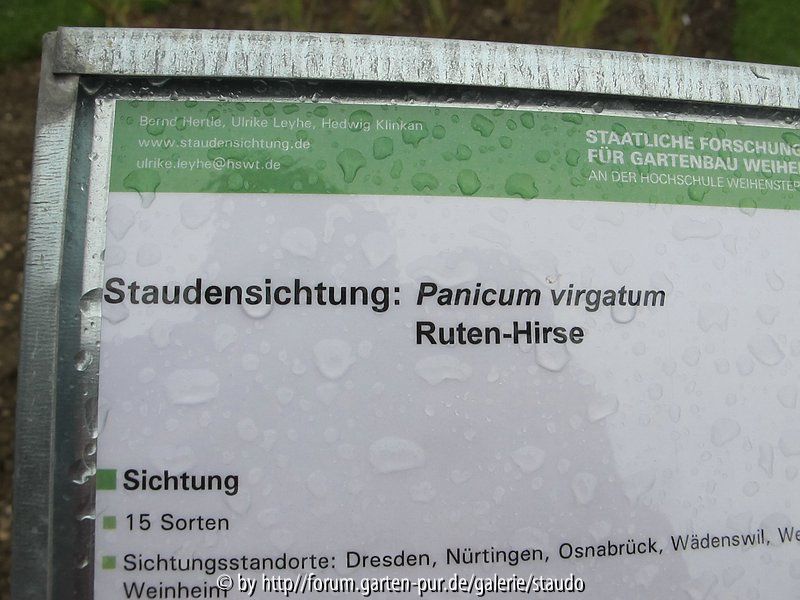 Bernd Hertle, Ulrike Leyhe, Hedwig Klinkan
www.staudensichtung.de
ulrike.leyhe@hswt.de
STAATLICHE FORSCHUNG
FÜR GARTENBAU WEIHE
AN DER HOCHSCHULE WEIHENSTEP
Staudensichtung: Panicum virgatum
Ruten-Hirse
Sichtung
15 Sorten
Sichtungsstandorte: Dresden, Nürtingen, Osnabrück, Wädenswil, We
Weinheim
© by http//forum.garten-pur.de/galerie/staudo